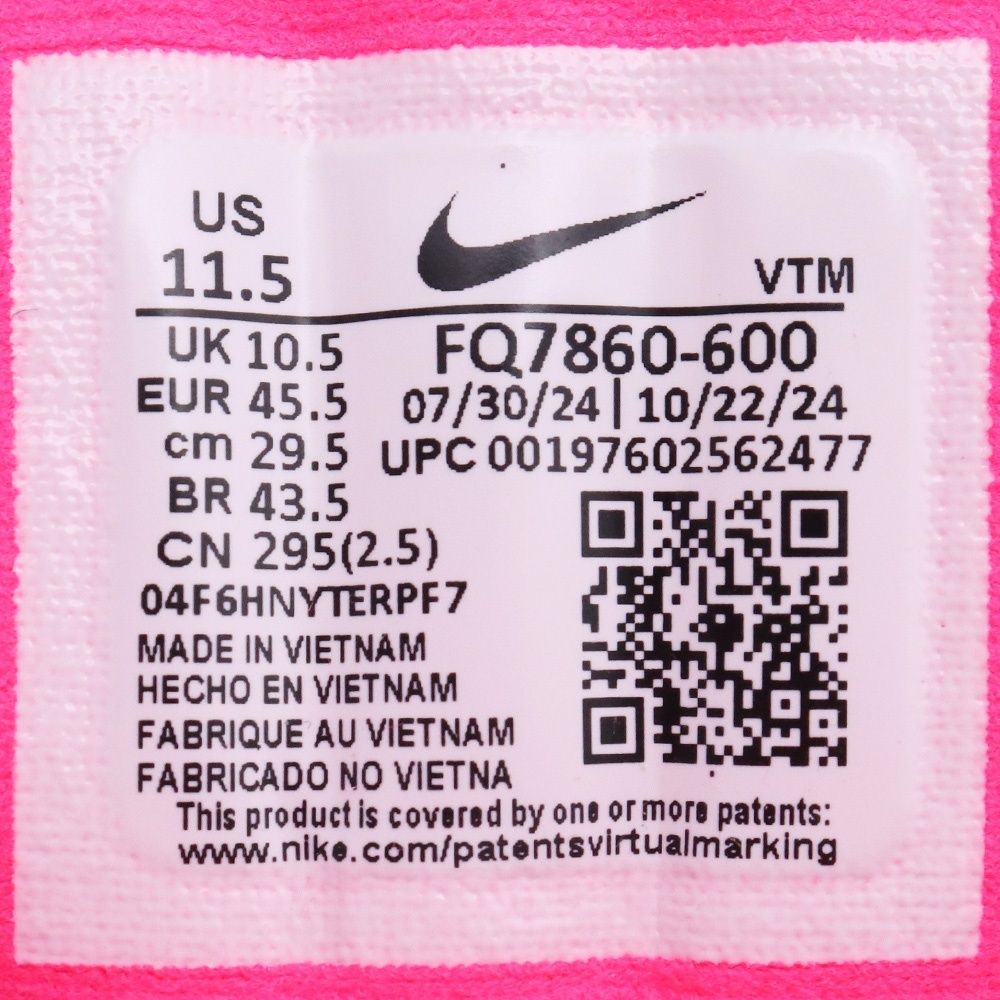 US
11.5
VTM
UK 10.5
EUR 45.5
cm 29.5
BR 43.5
CN 295(2.5)
FQ7860-600
07/30/24 | 10/22/24
UPC 00197602562477
04F6HNYTERPF7
MADE IN VIETNAM
HECHO EN VIETNAM
FABRIQUE AU VIETNAM
FABRICADO NO VIETNA
This product is covered by one or more patents:
www.nike.com/patentsvirtualmarking